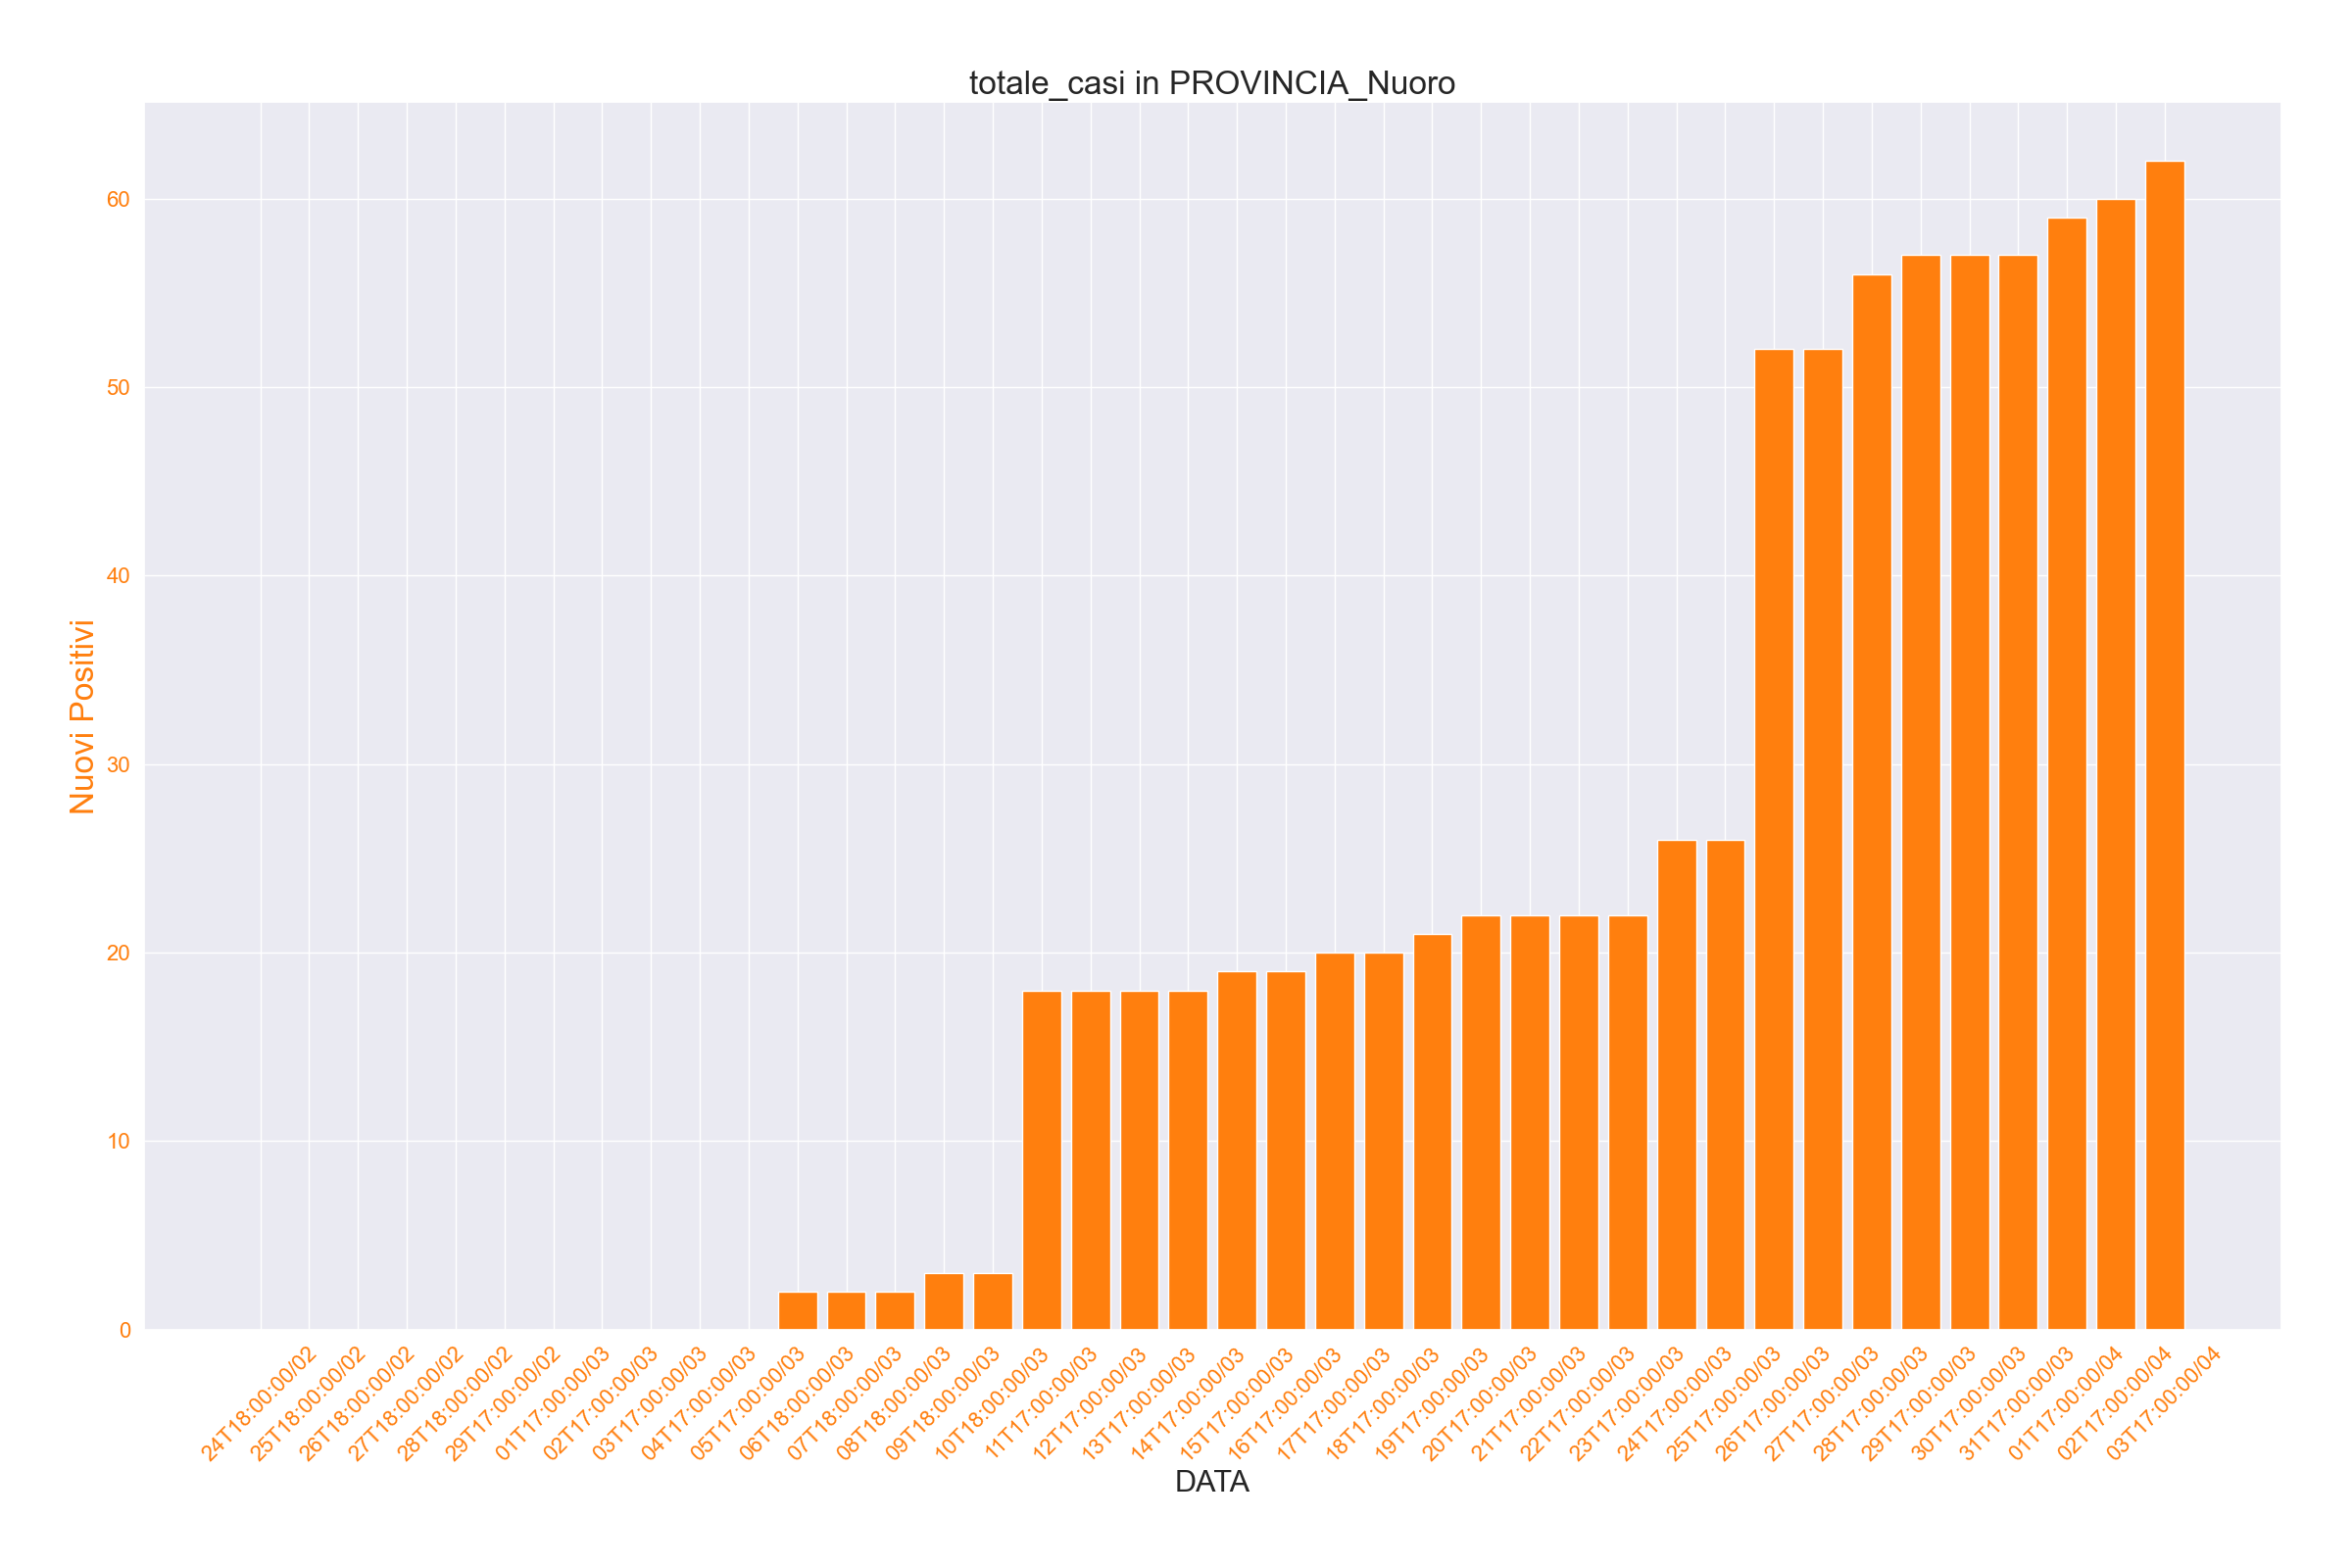 totale_casi in PROVINCIA_Nuoro
Nuovi Positivi
60
50
40
30
20
10
0
24T18:00:00/02
25T18:00:00/02
26T18:00:00/02
27T18:00:00/02
28T18:00:00/02
29T17:00:00/02
01T17:00:00/03
02T17:00:00/03
03T17:00:00/03
04T17:00:00/03
05T17:00:00/03
06T18:00:00/03
07T18:00:00/03
08T18:00:00/03
09T18:00:00/03
10T18:00:00/03
11T17:00:00/03
12T17:00:00/03
13T17:00:00/03
14T17:00:00/03
15T17:00:00/03
16T17:00:00/03
17T17:00:00/03
18T17:00:00/03
19T17:00:00/03
20T17:00:00/03
21T17:00:00/03
22T17:00:00/03
23T17:00:00/03
24T17:00:00/03
25T17:00:00/03
26T17:00:00/03
27T17:00:00/03
28T17:00:00/03
29T17:00:00/03
30T17:00:00/03
31T17:00:00/03
01T17:00:00/04
02T17:00:00/04
03T17:00:00/04
DATA